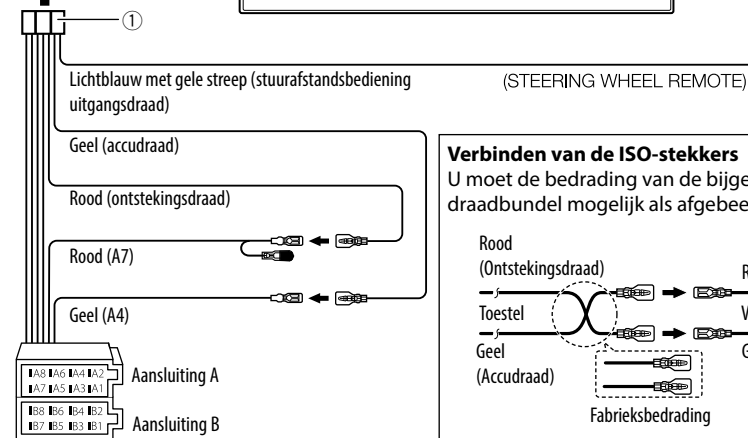 ①
Lichtblauw met gele streep (stuurafstandsbediening
uitgangsdraad)
(STEERING WHEEL REMOTE)
Geel (accudraad)
Rood (ontstekingsdraad)
Rood (A7)
Geel (A4)
A8 A6 A4 A2
A7 A5 A3 A1
Aansluiting A
B8 B6 B4 B2
B7 B5 B3 B1
Aansluiting B
Verbinden van de ISO-stekkers
U moet de bedrading van de
draadbundel mogelijk als
Rood
(Ontstekingsdraad)
Toestel
Geel
(Accudraad)
Fabrieksbedrading